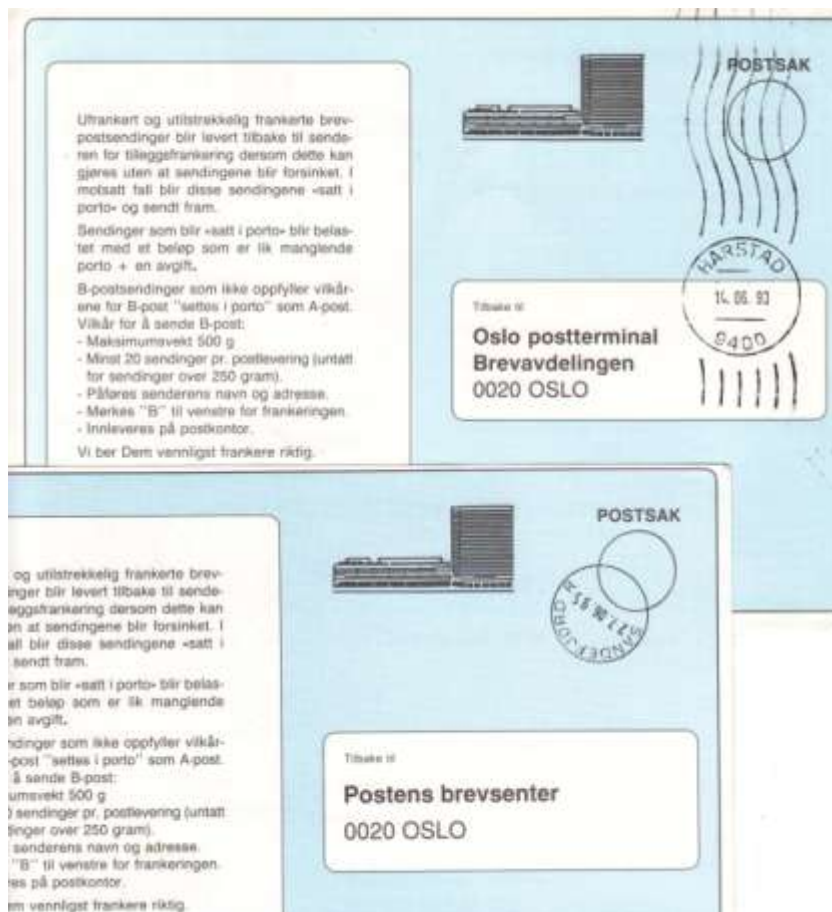 Ufrankert og utilstrekkelig frankerte brev-
postsendinger blir levert tilbake til sende-
ren for tilleggsfrankering dersom dette kan
gjøres uten at sendingene blir forsinket. I
motsatt fall blir disse sendingene «satt i
porto» og sendt fram.
Sendinger som blir «satt i porto» blir belas-
tet med et beløp som er lik manglende
porto + en avgift.
B-postsendinger som ikke oppfyller vilkår-
ene for B-post "settes i porto" som A-post.
Vilkår for å sende B-post:
- Maksimumsvekt 500 g
- Minst 20 sendinger pr. postlevering (untatt
for sendinger over 250 gram).
- Påføres senderens navn og adresse.
- Merkes "B" til venstre for frankeringen.
- Innleveres på postkontor.
Vi ber Dem vennligst frankere riktig.
POSTSAK
HARSTAD
14. 06. 93
9400
Tilbake til
Oslo postterminal
Brevavdelingen
0020 OSLO
og utilstrekkelig frankerte brev-
inger blir levert tilbake til sende-
eggsfrankering dersom dette kan
en at sendingene blir forsinket. I
all blir disse sendingene «satt i
sendt fram.
r som blir «satt i porto» blir belas-
et beløp som er lik manglende
en avgift.
ndinger som ikke oppfyller vilkår-
-post "settes i porto" som A-post.
å sende B-post:
umsvekt 500 g
0 sendinger pr. postlevering (untatt
dinger over 250 gram).
senderens navn og adresse.
"B" til venstre for frankeringen.
res på postkontor.
em vennligst frankere riktig.
POSTSAK
SANDEFJORD
27. 06. 95
Tilbake til
Postens brevsenter
0020 OSLO